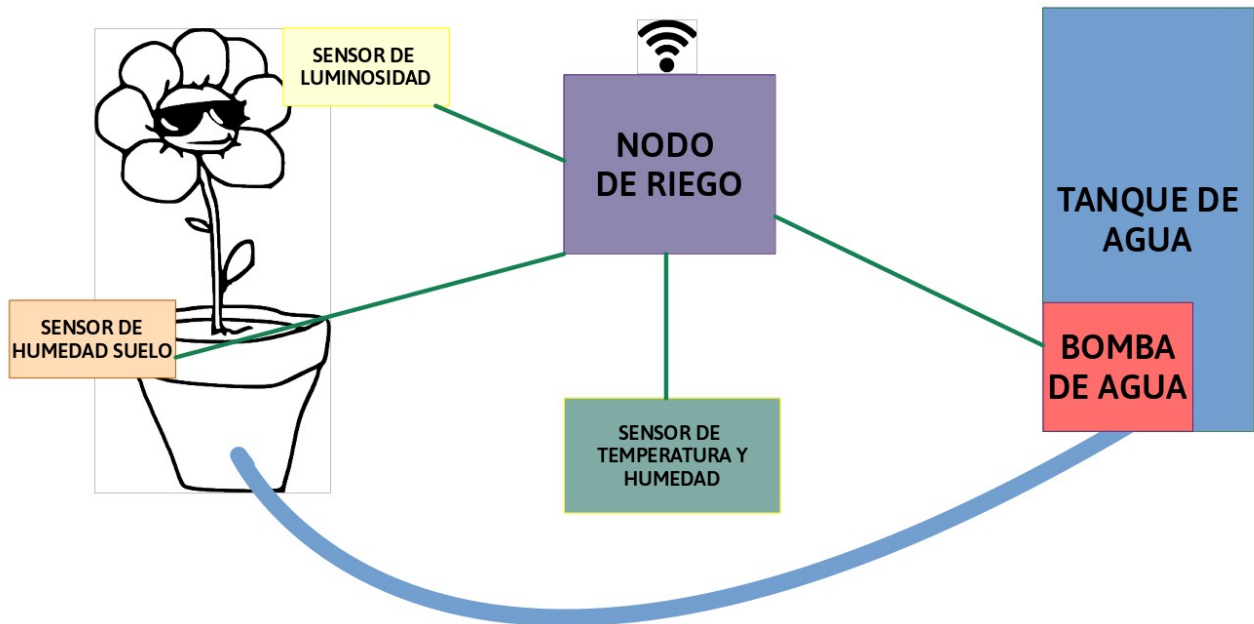 SENSOR DE
LUMINOSIDAD
NODO
DE RIEGO
TANQUE DE
AGUA
SENSOR DE
HUMEDAD SUELO
BOMBA
DE AGUA
SENSOR DE
TEMPERATURA Y
HUMEDAD